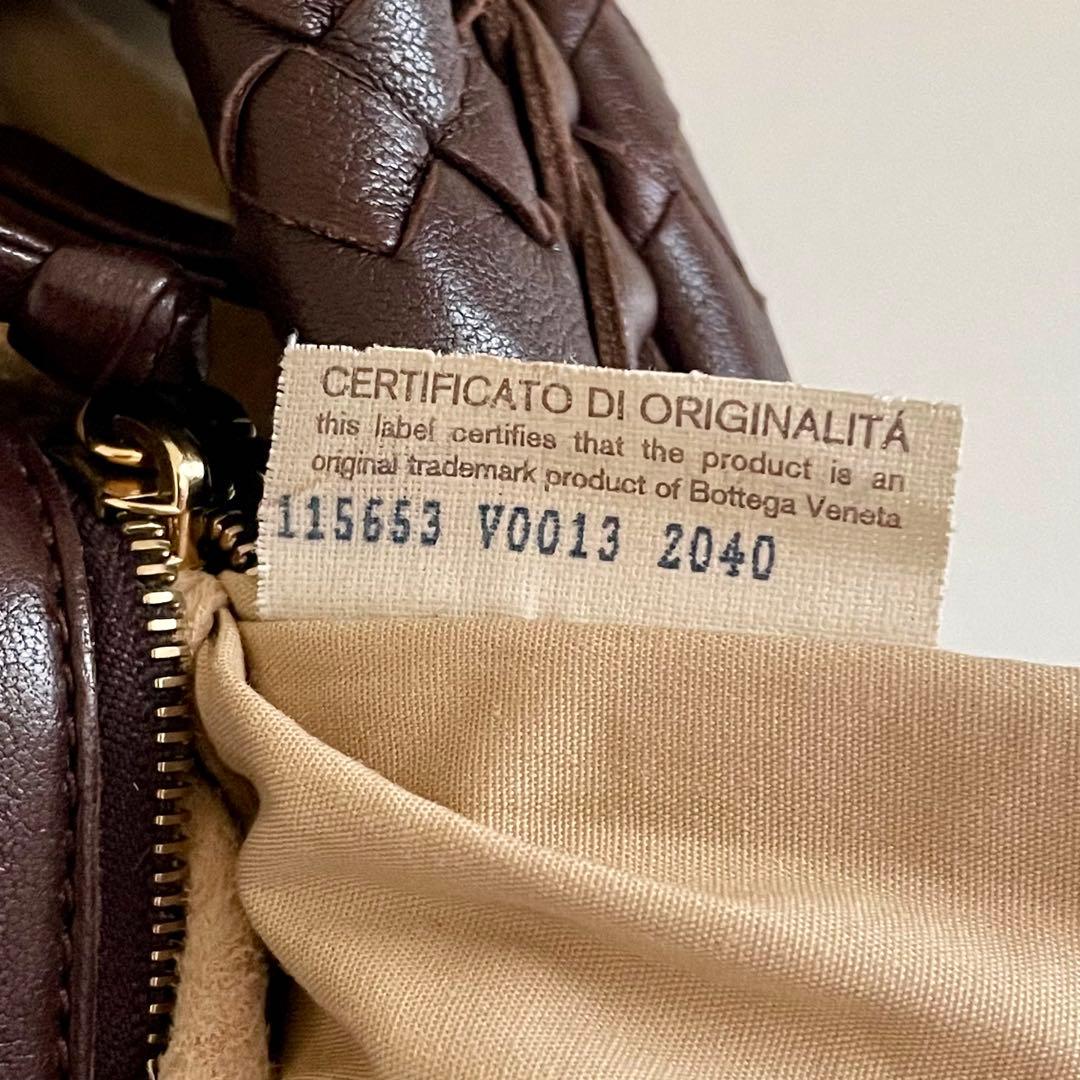 CERTIFICATO DI ORIGINALITÁ
this label certifies that the product is an
original trademark product of Bottega Veneta
115653 V0013 2040